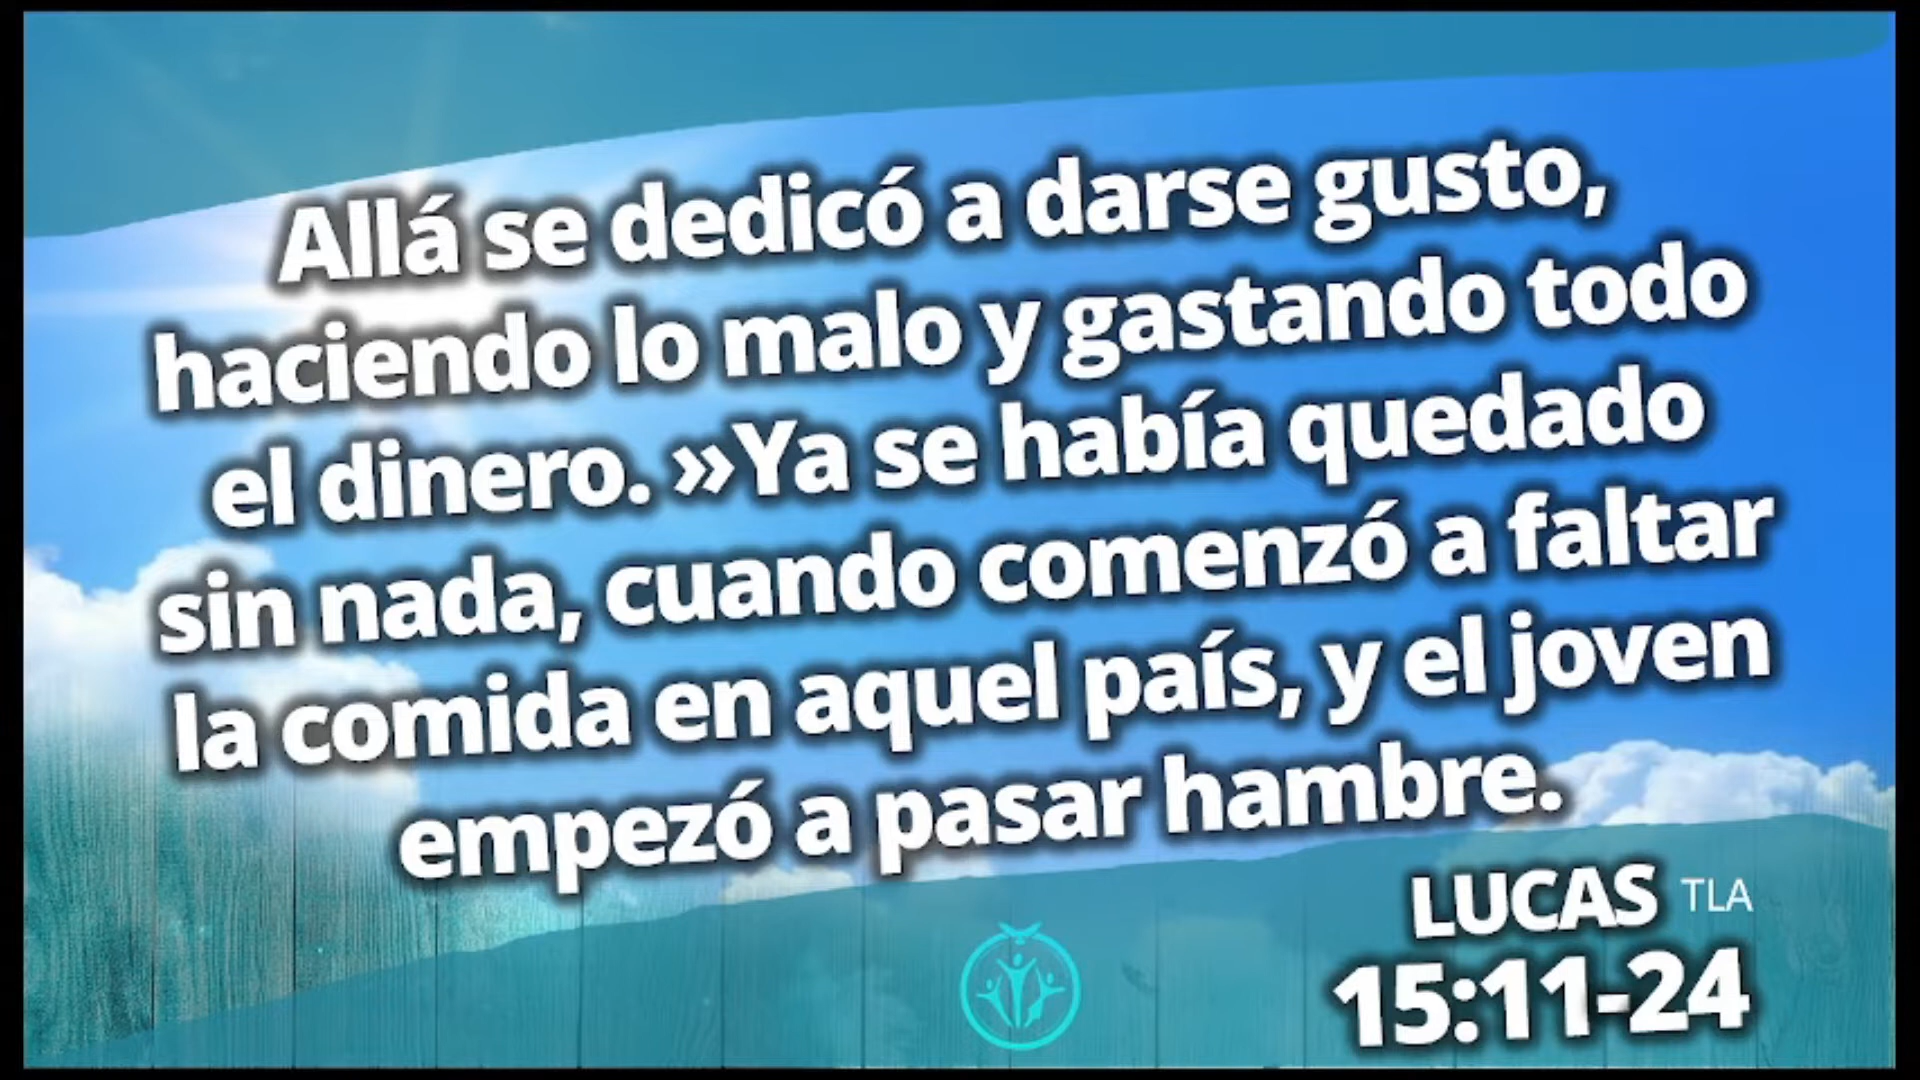 Allá se dedicó a darse gusto,
haciendo lo malo y gastando todo
el dinero. »Ya se había quedado
sin nada, cuando comenzó a faltar
la comida en aquel país, y el joven
empezó a pasar hambre.
LUCAS TLA
15:11-24